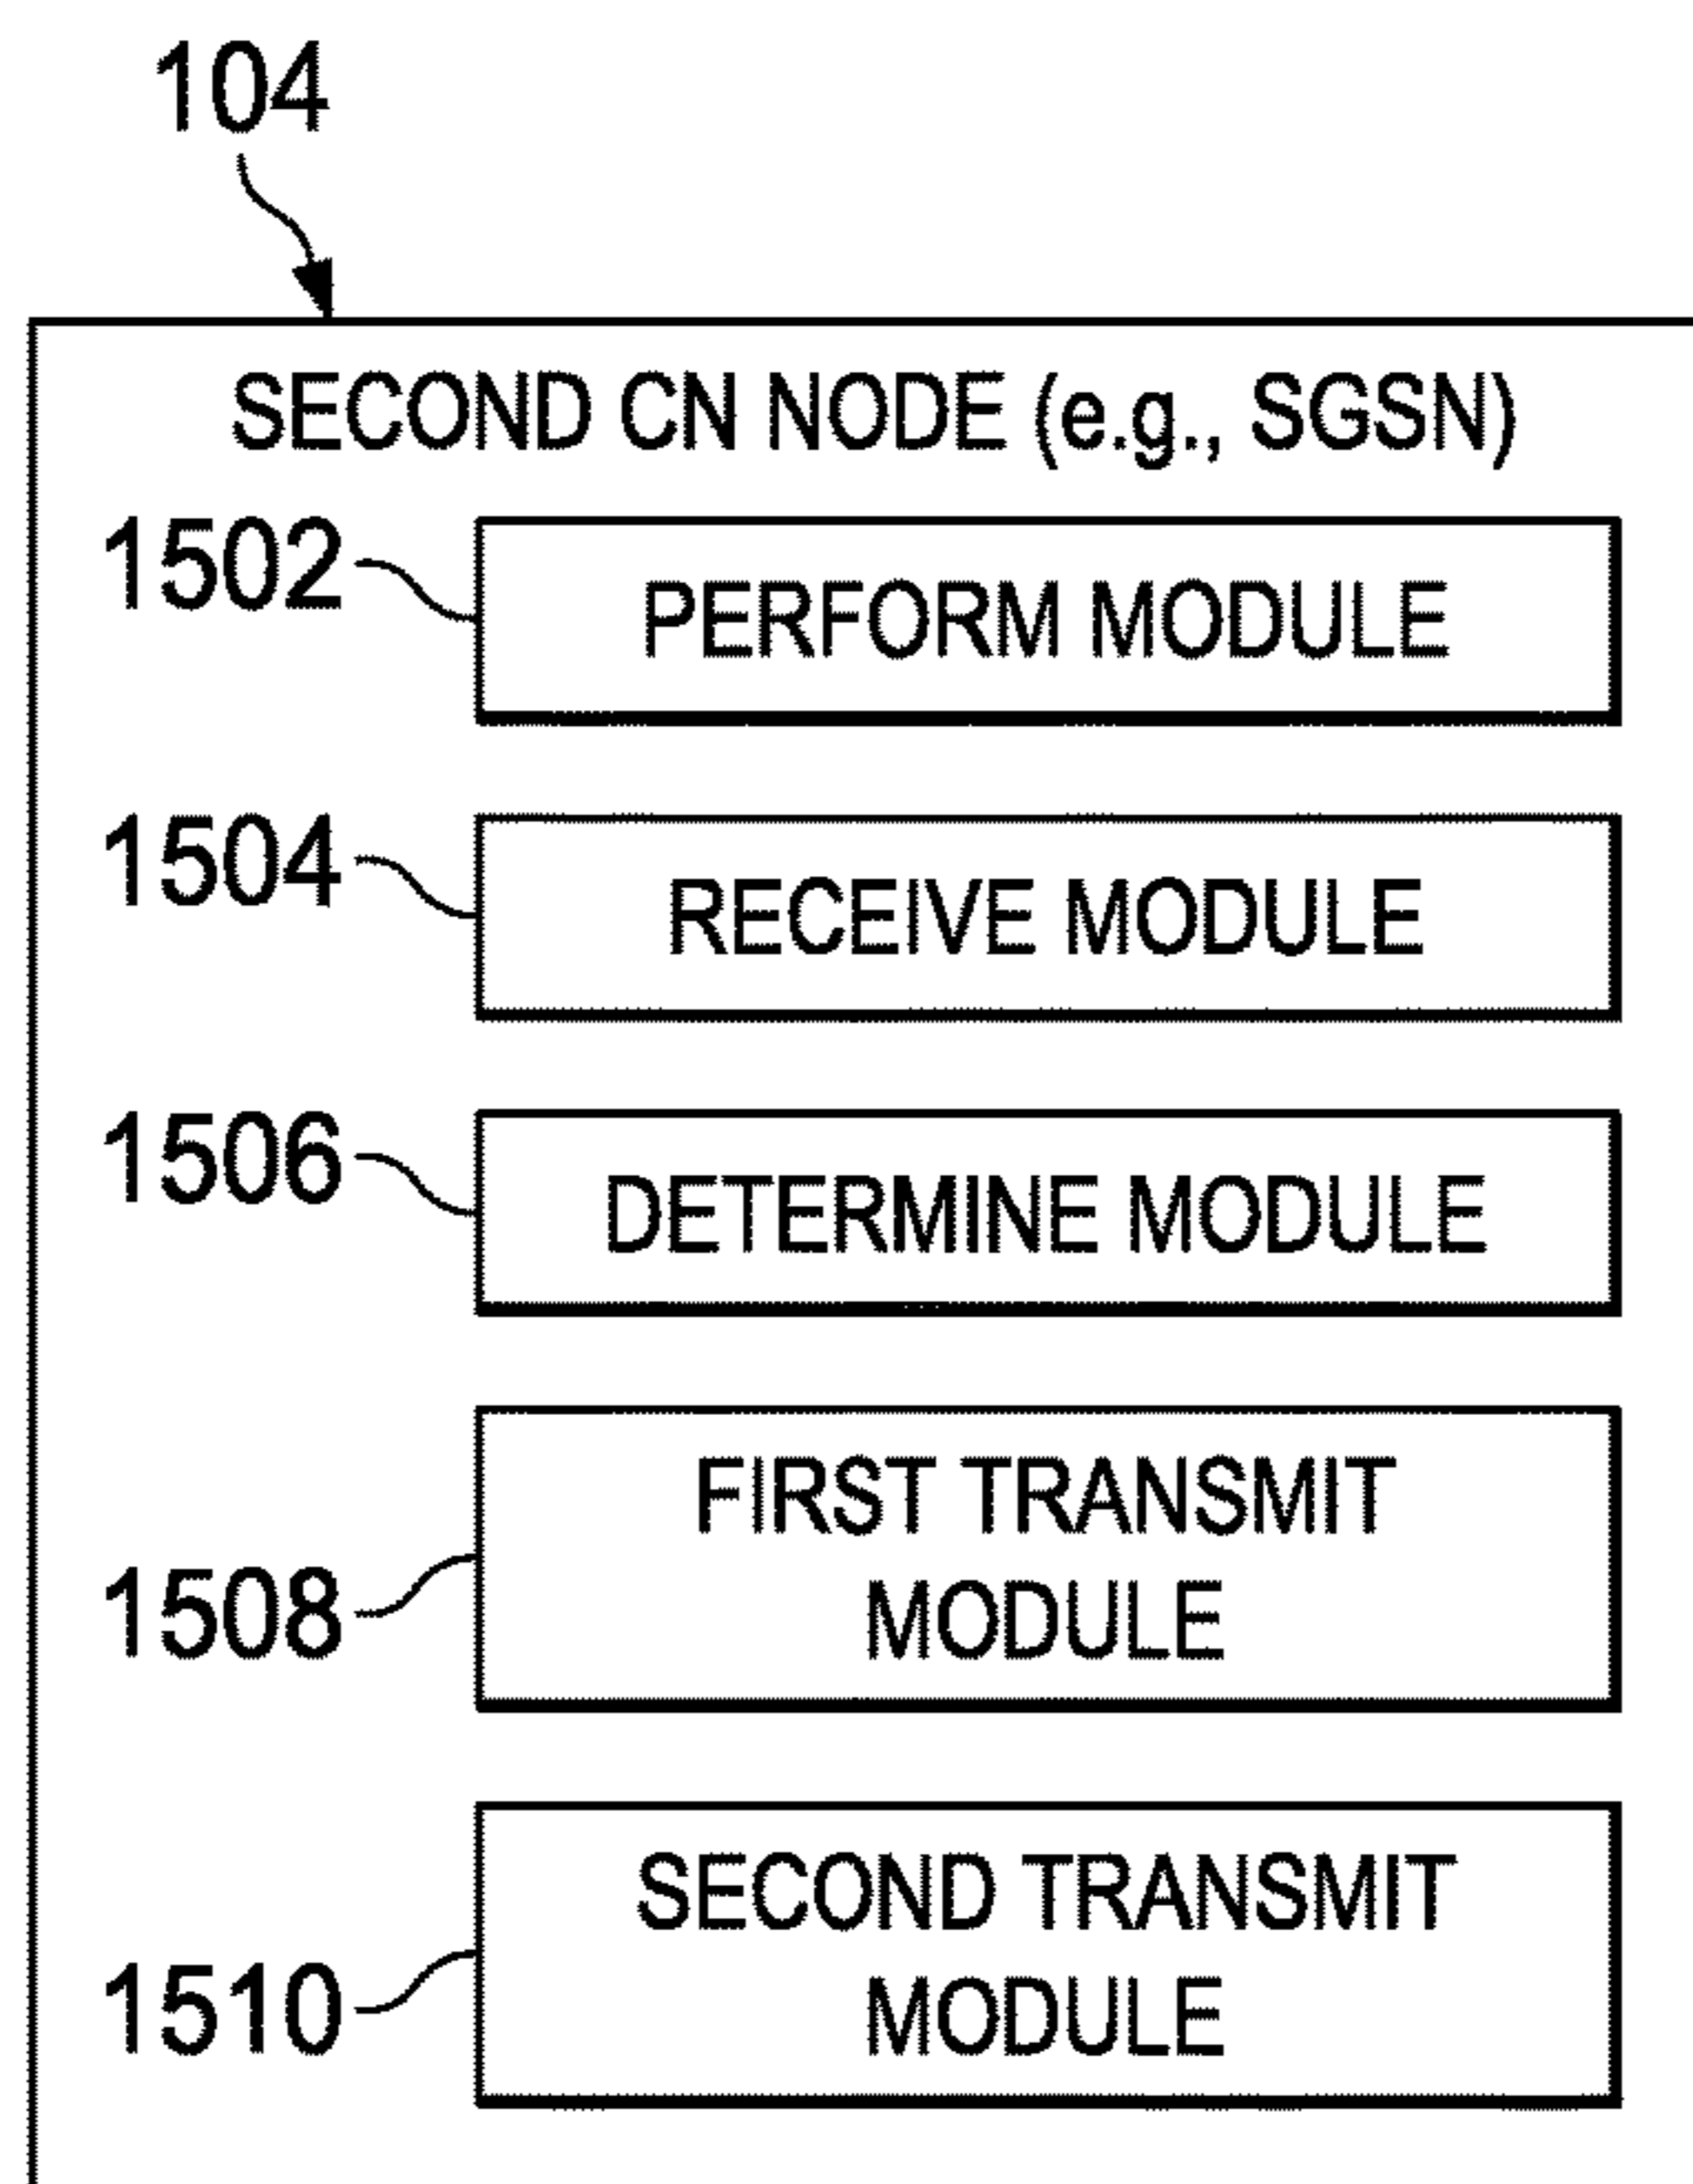 104
SECOND CN NODE (e.g., SGSN)
1502
PERFORM MODULE
1504
RECEIVE MODULE
1506
DETERMINE MODULE
FIRST TRANSMIT
1508
MODULE
SECOND TRANSMIT
1510
MODULE